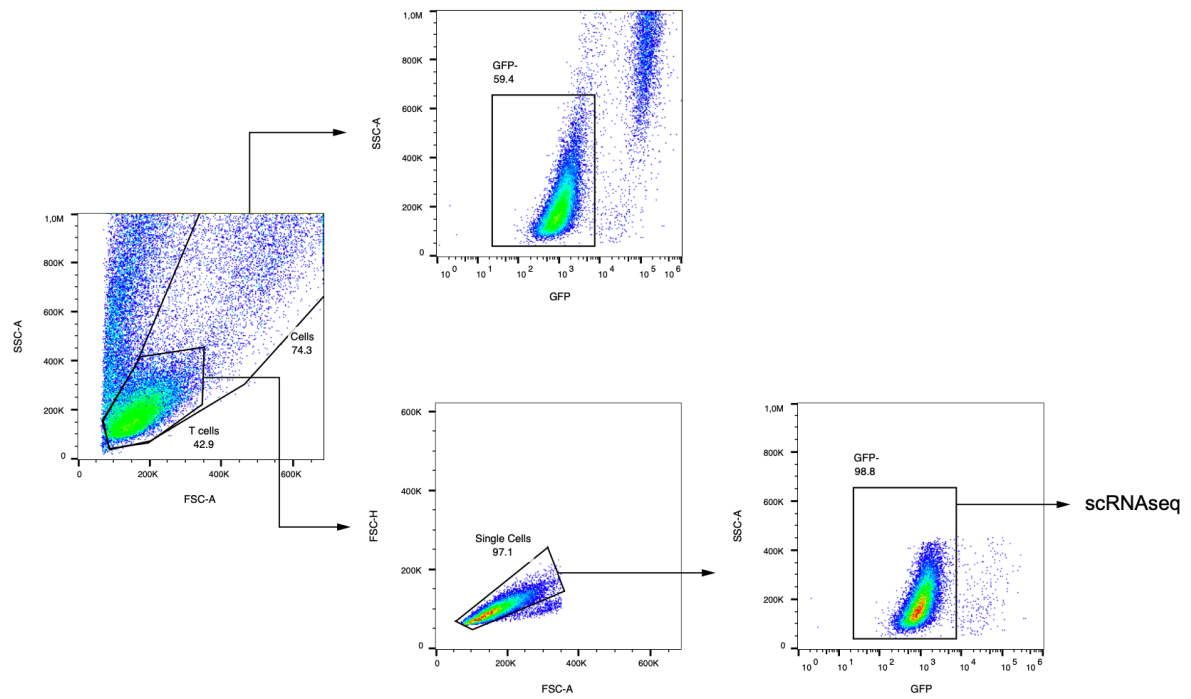 1,0M
800K
600K
400K
200K
0
SSC-A
GFP-
59.4
10^0 10^1 10^2 10^3 10^4 10^5 10^6
GFP
1,0M
800K
600K
400K
200K
0
SSC-A
Cells
74.3
T cells
42.9
0 200K 400K 600K
FSC-A
600K
400K
200K
0
FSC-H
Single Cells
97.1
0 200K 400K 600K
FSC-A
1,0M
800K
600K
400K
200K
0
SSC-A
GFP-
98.8
10^0 10^1 10^2 10^3 10^4 10^5 10^6
GFP
scRNAseq